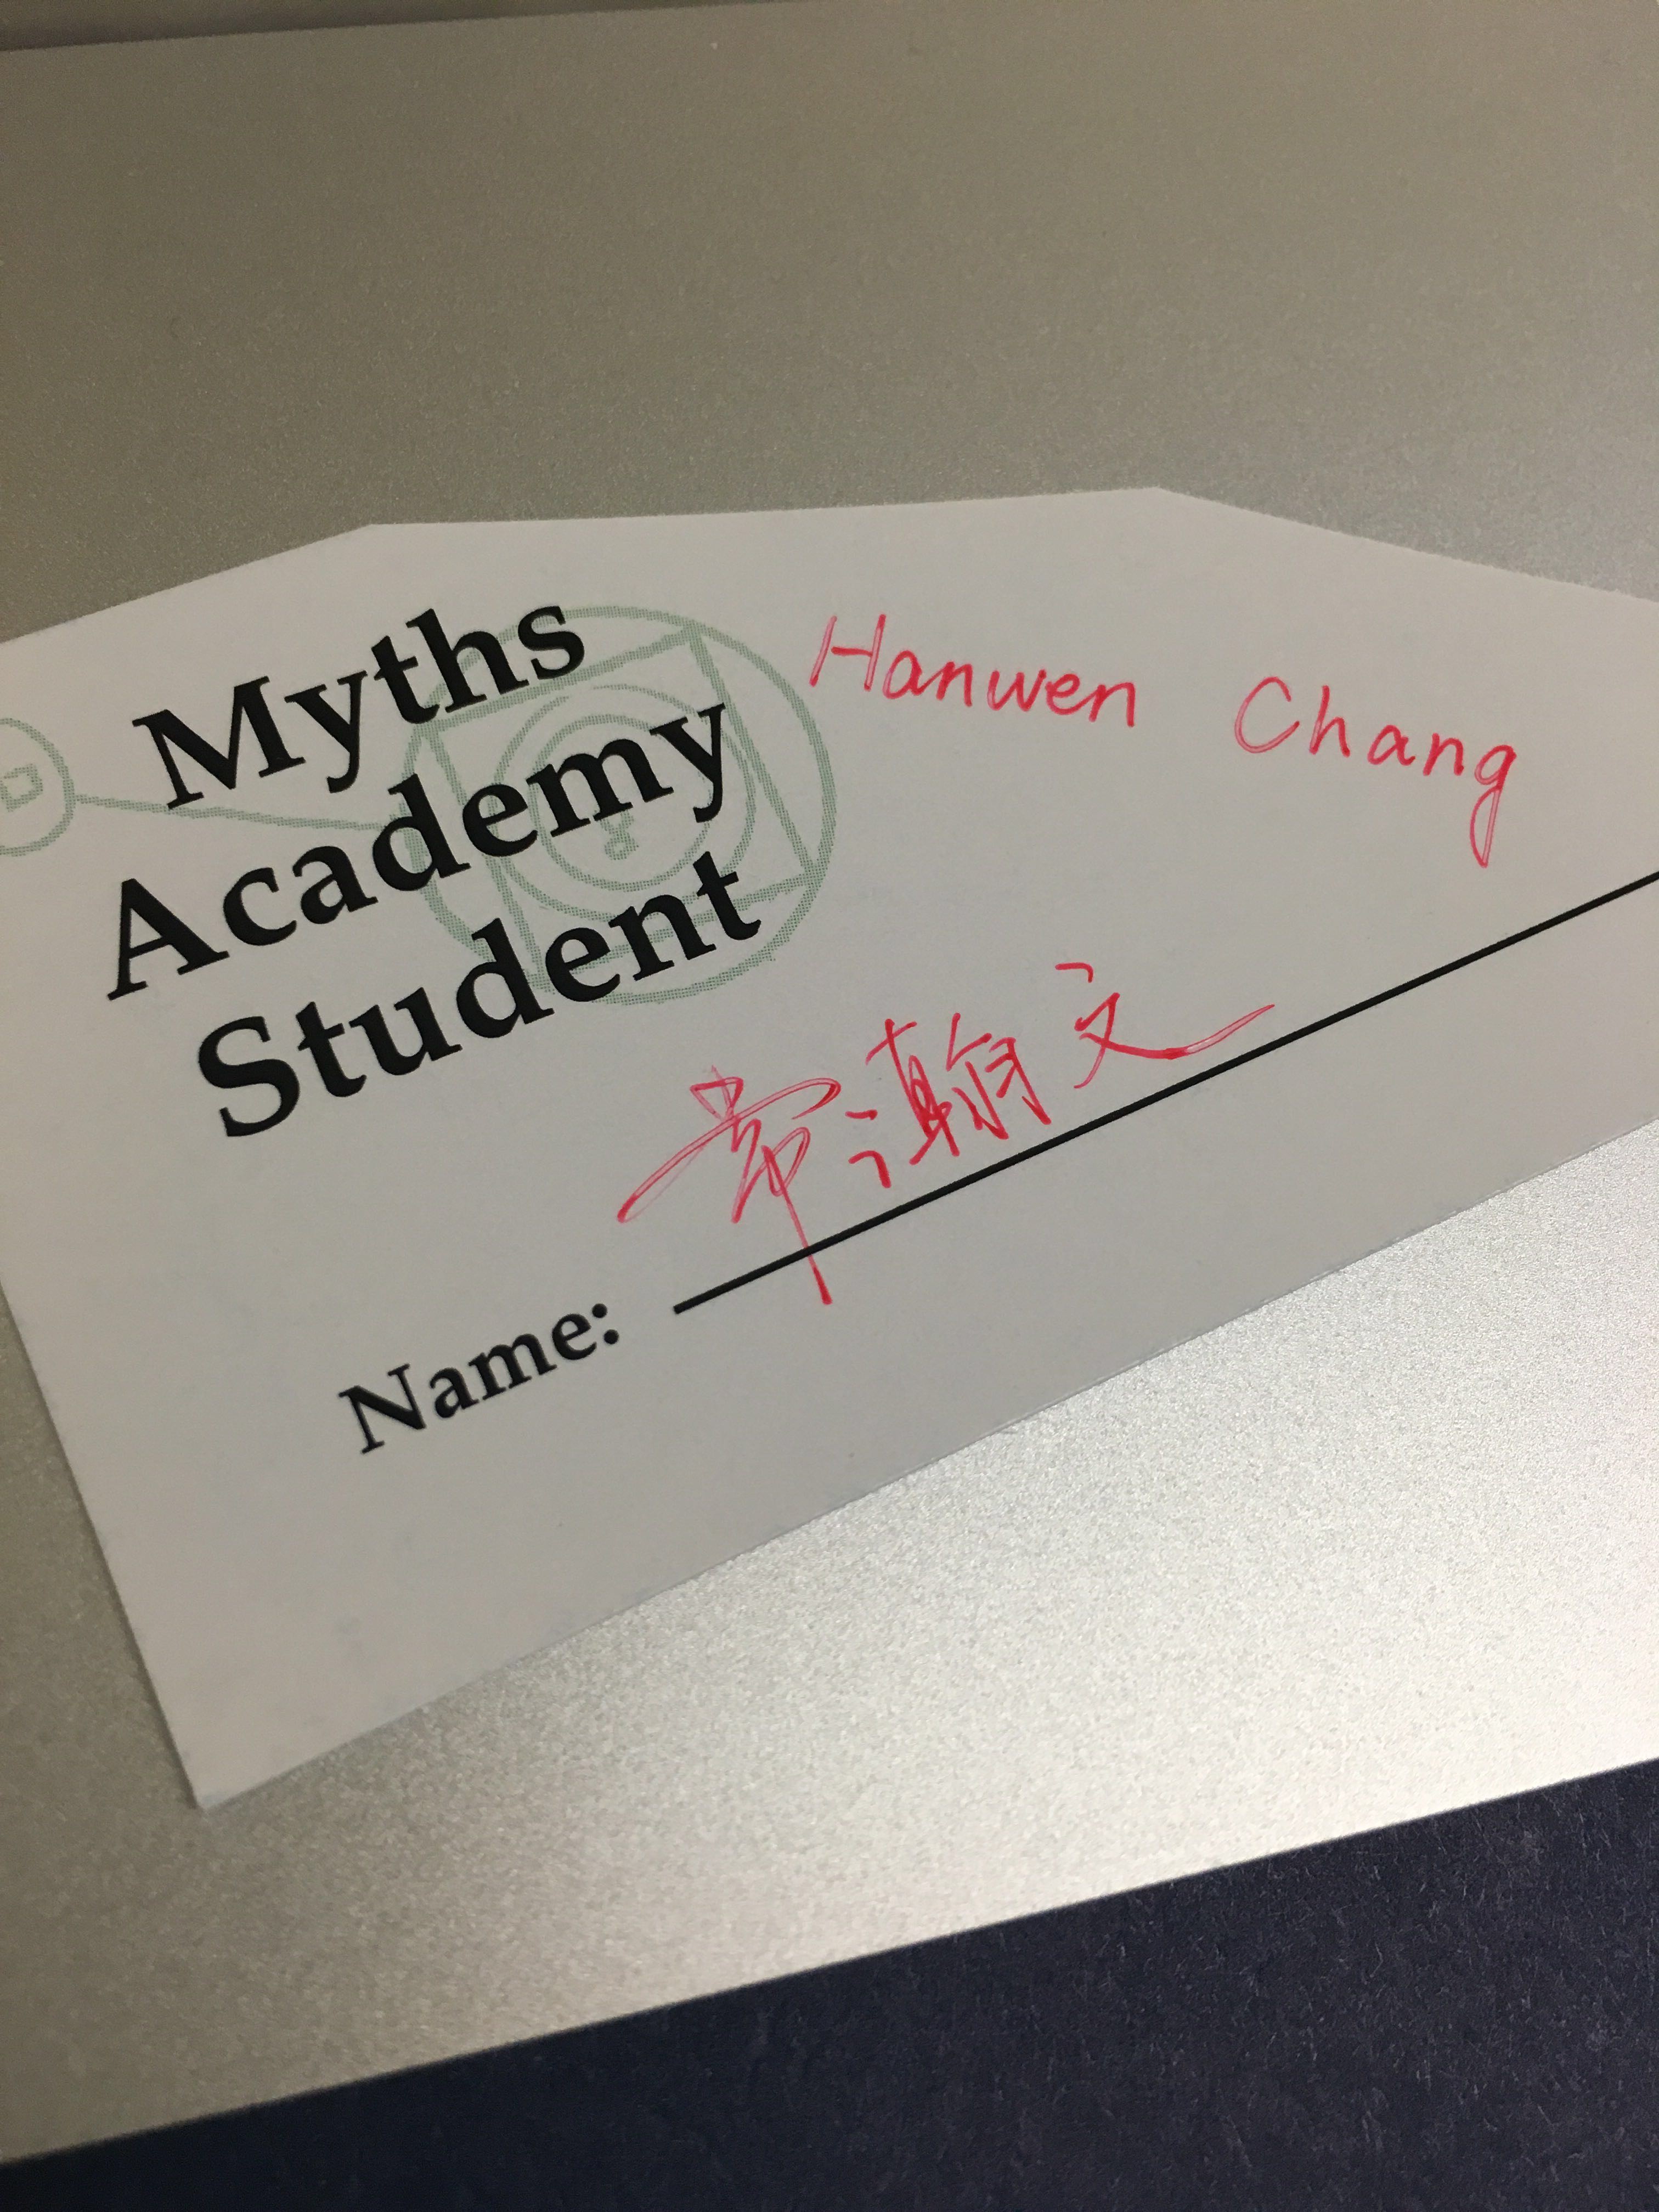 Myths
Academy
Student
Hanwen Chang
常瀚文
Name: